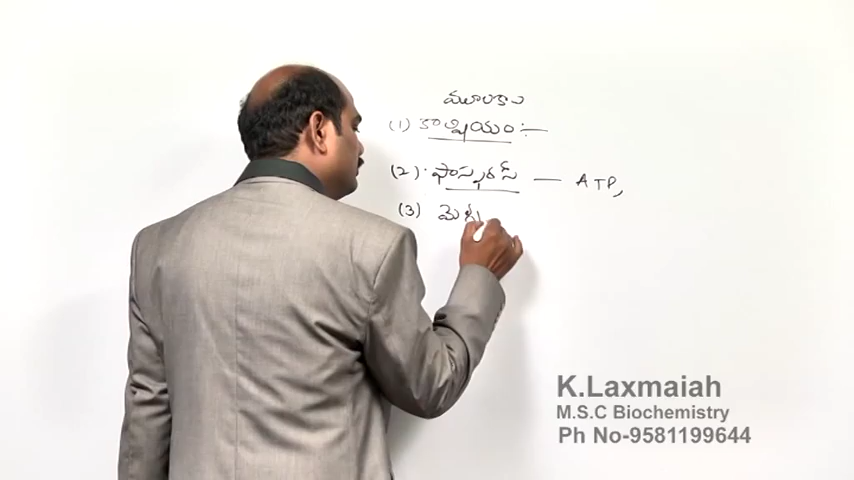 మూలకాలు
(1) కాల్షియం :-
(2). ఫాస్ఫరస్ — ATP,
(3) మెగ్నీ
K.Laxmaiah
M.S.C Biochemistry
Ph No-9581199644